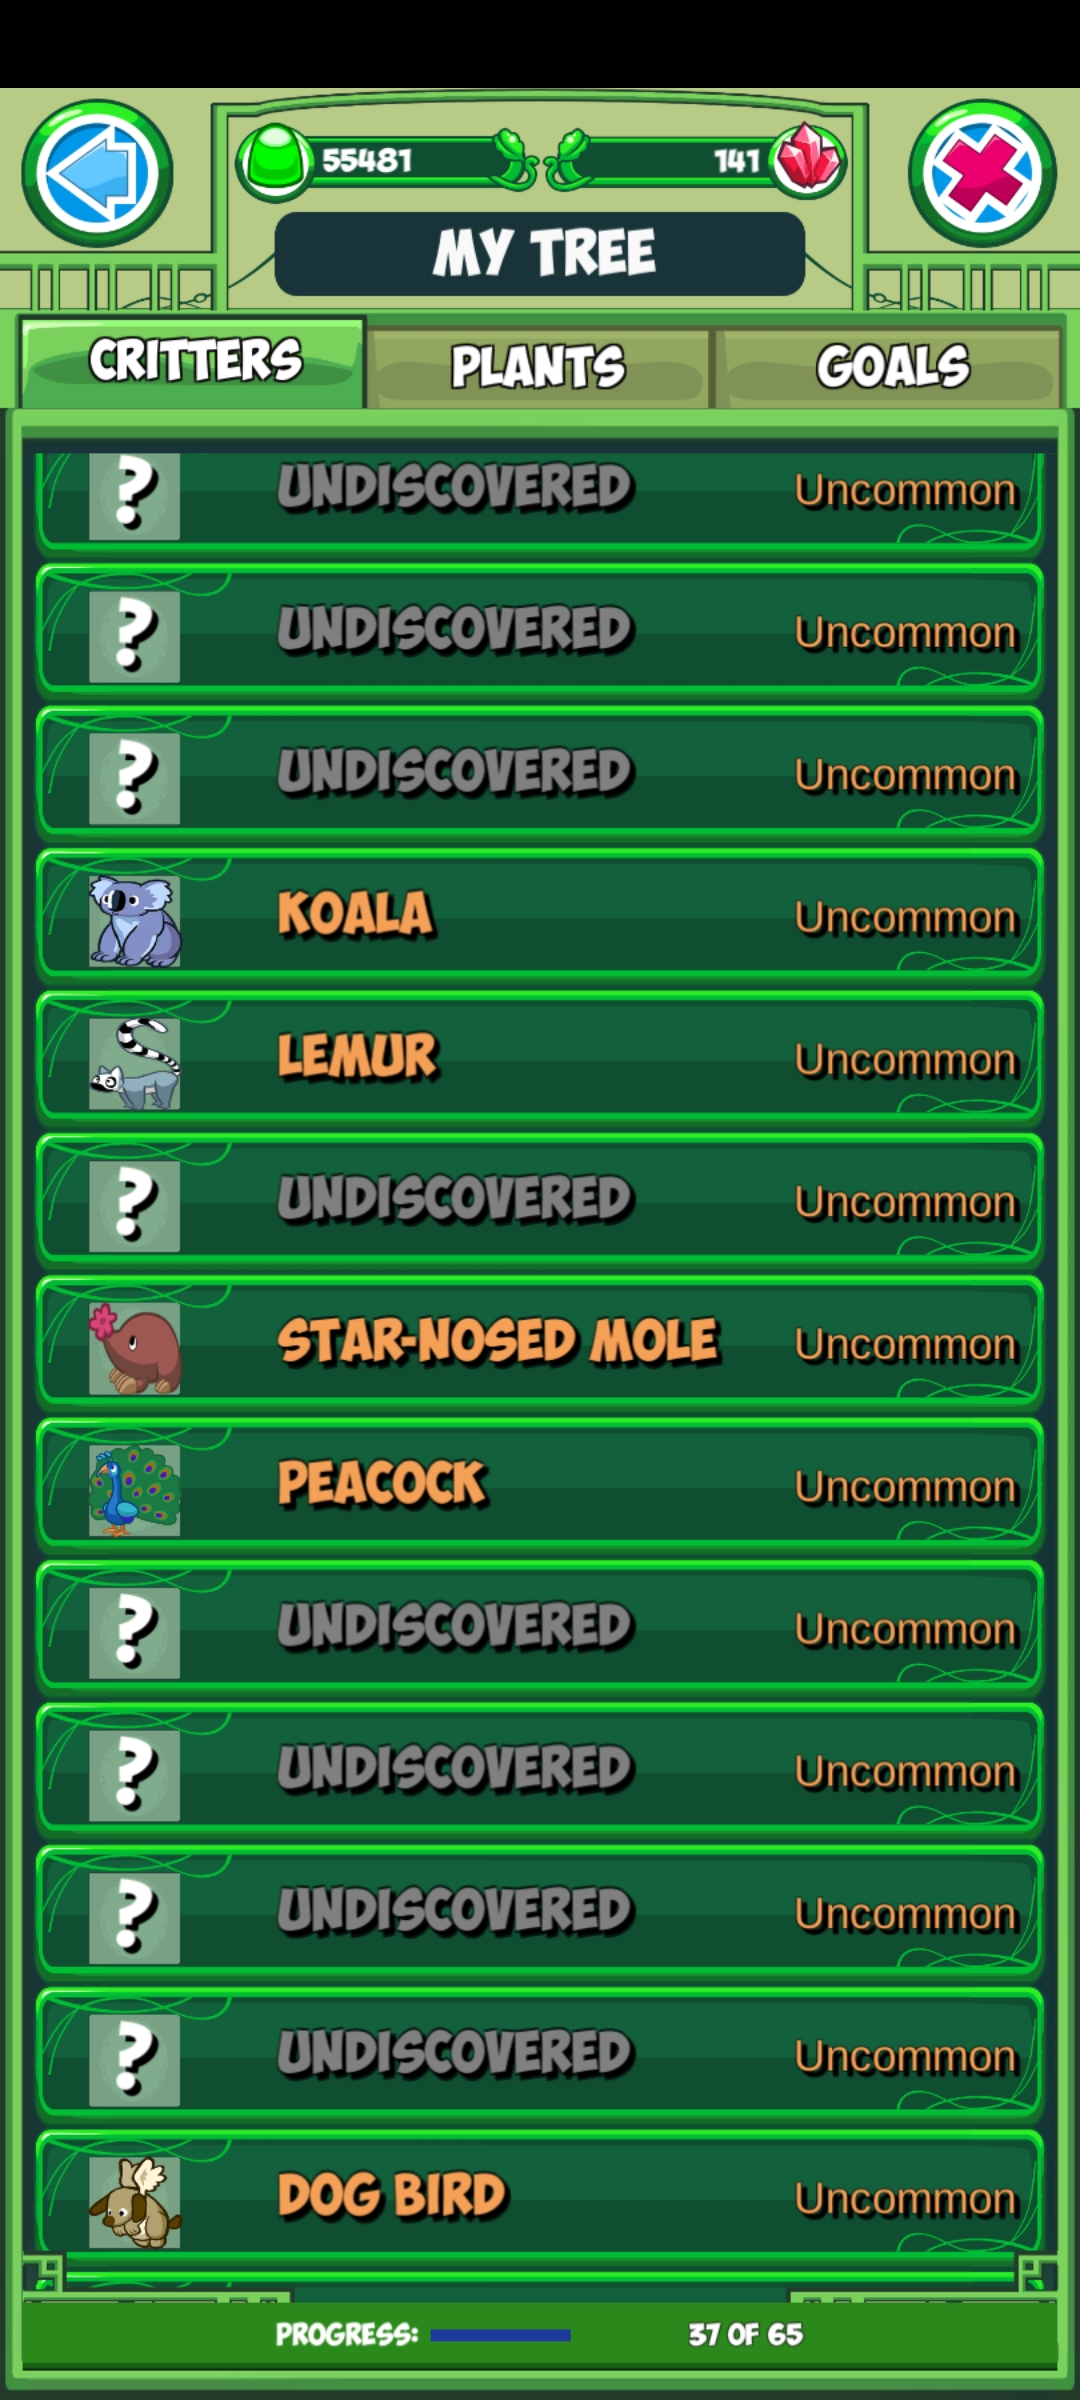 55481 141
MY TREE
CRITTERS PLANTS GOALS
? UNDISCOVERED Uncommon
? UNDISCOVERED Uncommon
? UNDISCOVERED Uncommon
KOALA Uncommon
LEMUR Uncommon
? UNDISCOVERED Uncommon
STAR-NOSED MOLE Uncommon
PEACOCK Uncommon
? UNDISCOVERED Uncommon
? UNDISCOVERED Uncommon
? UNDISCOVERED Uncommon
? UNDISCOVERED Uncommon
DOG BIRD Uncommon
PROGRESS: 37 OF 65